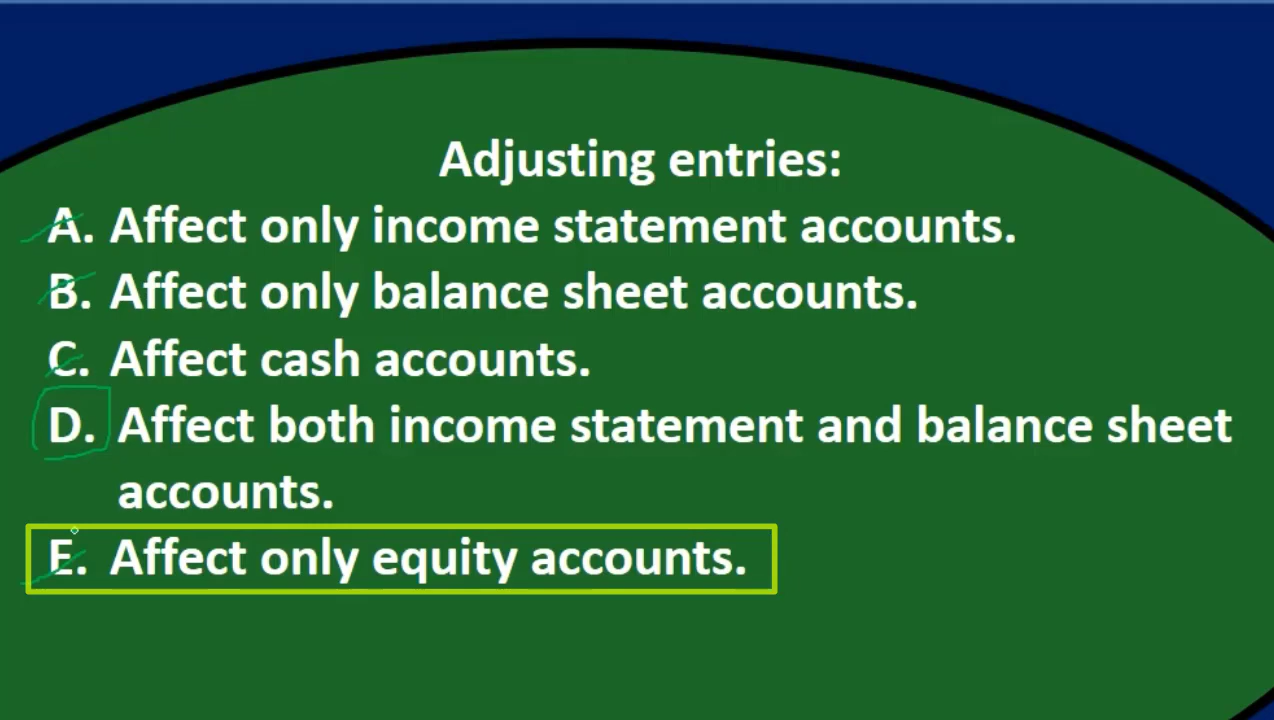 Adjusting entries:
A. Affect only income statement accounts.
B. Affect only balance sheet accounts.
C. Affect cash accounts.
D. Affect both income statement and balance sheet
accounts.
E. Affect only equity accounts.